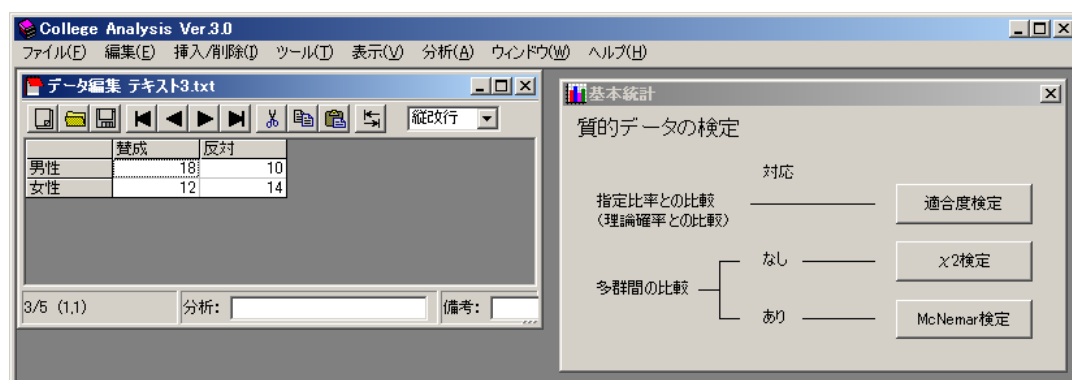 College Analysis Ver.3.0
ファイル(F) 編集(E) 挿入/削除(I) ツール(T) 表示(V) 分析(A) ウィンドウ(W) ヘルプ(H)
データ編集 テキスト3.txt
縦改行
賛成 反対
男性 18 10
女性 12 14
3/5 (1,1) 分析: 備考:
基本統計
質的データの検定
対応
指定比率との比較
(理論確率との比較)
適合度検定
多群間の比較
なし
χ2検定
あり
McNemar検定